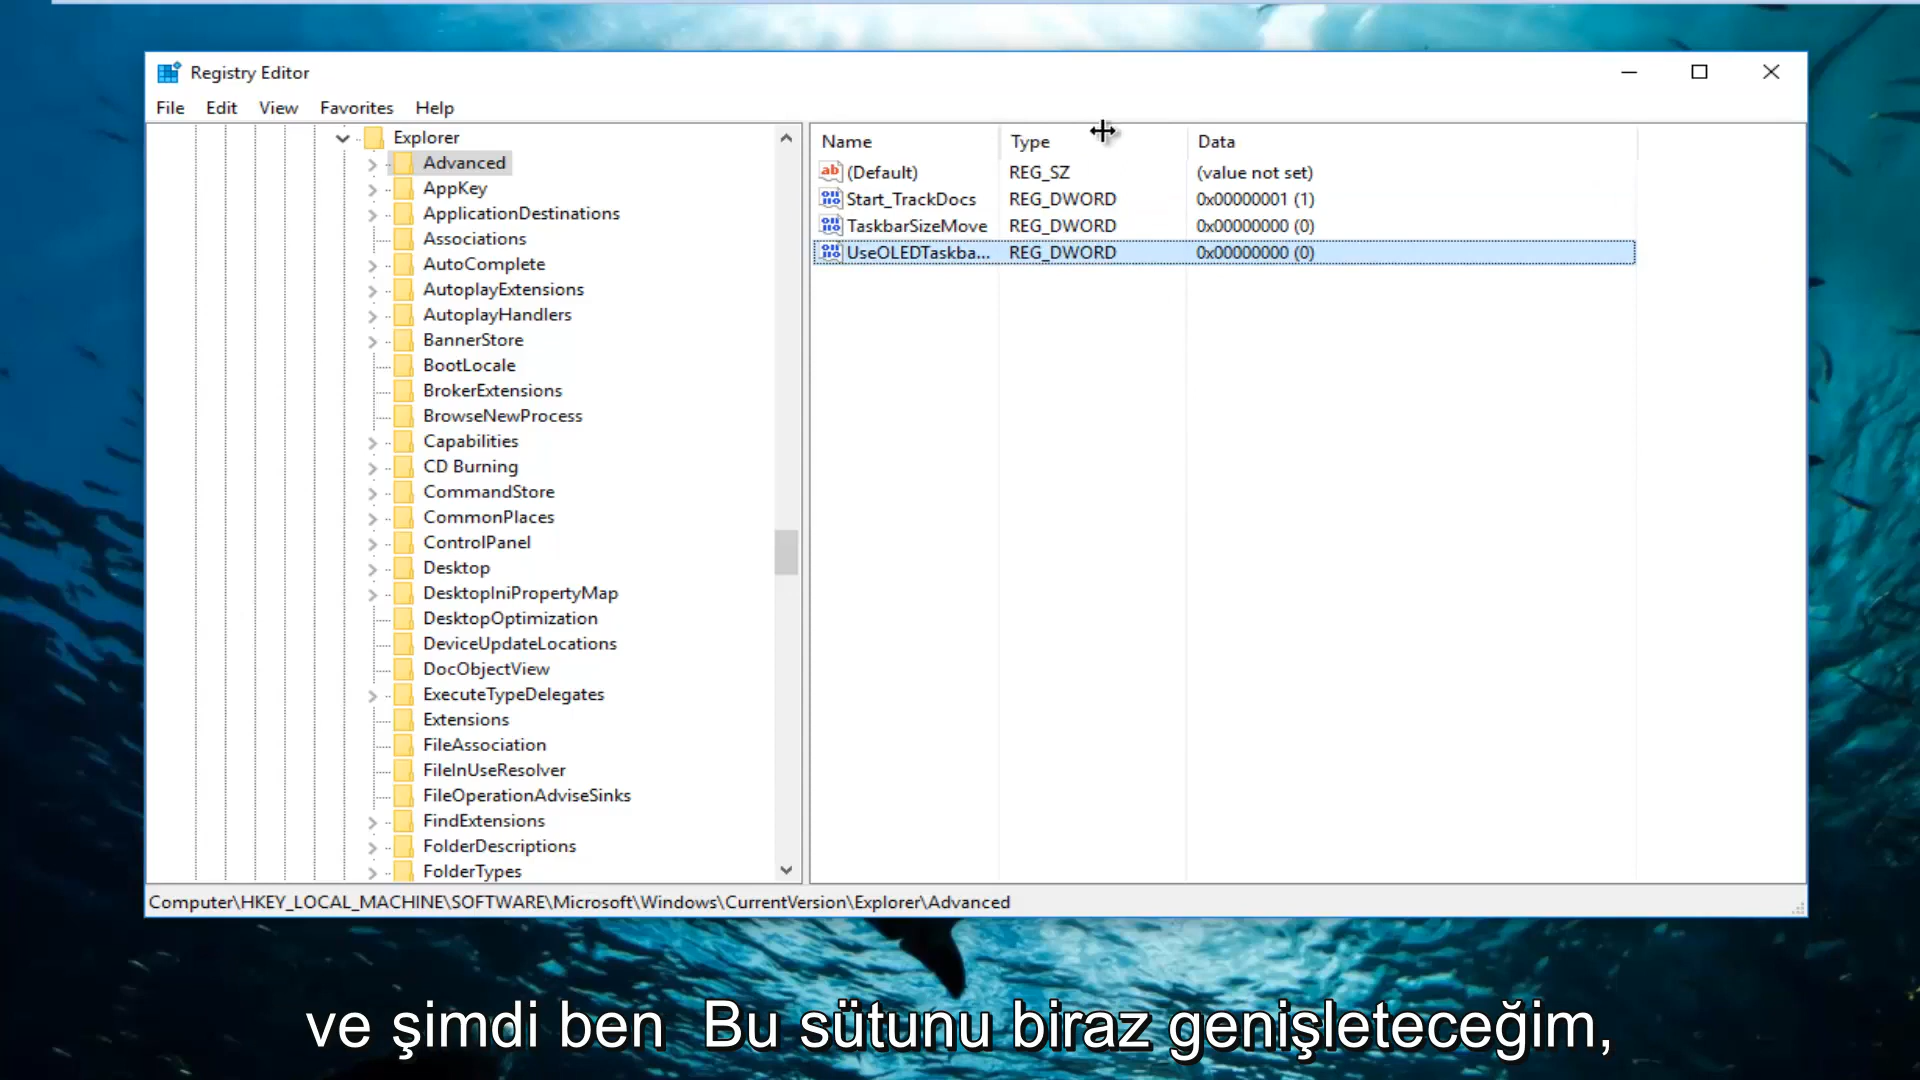 Registry Editor
File Edit View Favorites Help
Explorer
Advanced
AppKey
ApplicationDestinations
Associations
AutoComplete
AutoplayExtensions
AutoplayHandlers
BannerStore
BootLocale
BrokerExtensions
BrowseNewProcess
Capabilities
CD Burning
CommandStore
CommonPlaces
ControlPanel
Desktop
DesktopIniPropertyMap
DesktopOptimization
DeviceUpdateLocations
DocObjectView
ExecuteTypeDelegates
Extensions
FileAssociation
FileInUseResolver
FileOperationAdviseSinks
FindExtensions
FolderDescriptions
FolderTypes
Name Type Data
(Default) REG_SZ (value not set)
Start_TrackDocs REG_DWORD 0x00000001 (1)
TaskbarSizeMove REG_DWORD 0x00000000 (0)
UseOLEDTaskba... REG_DWORD 0x00000000 (0)
Computer\HKEY_LOCAL_MACHINE\SOFTWARE\Microsoft\Windows\CurrentVersion\Explorer\Advanced
ve şimdi ben Bu sütunu biraz genişleteceğim,